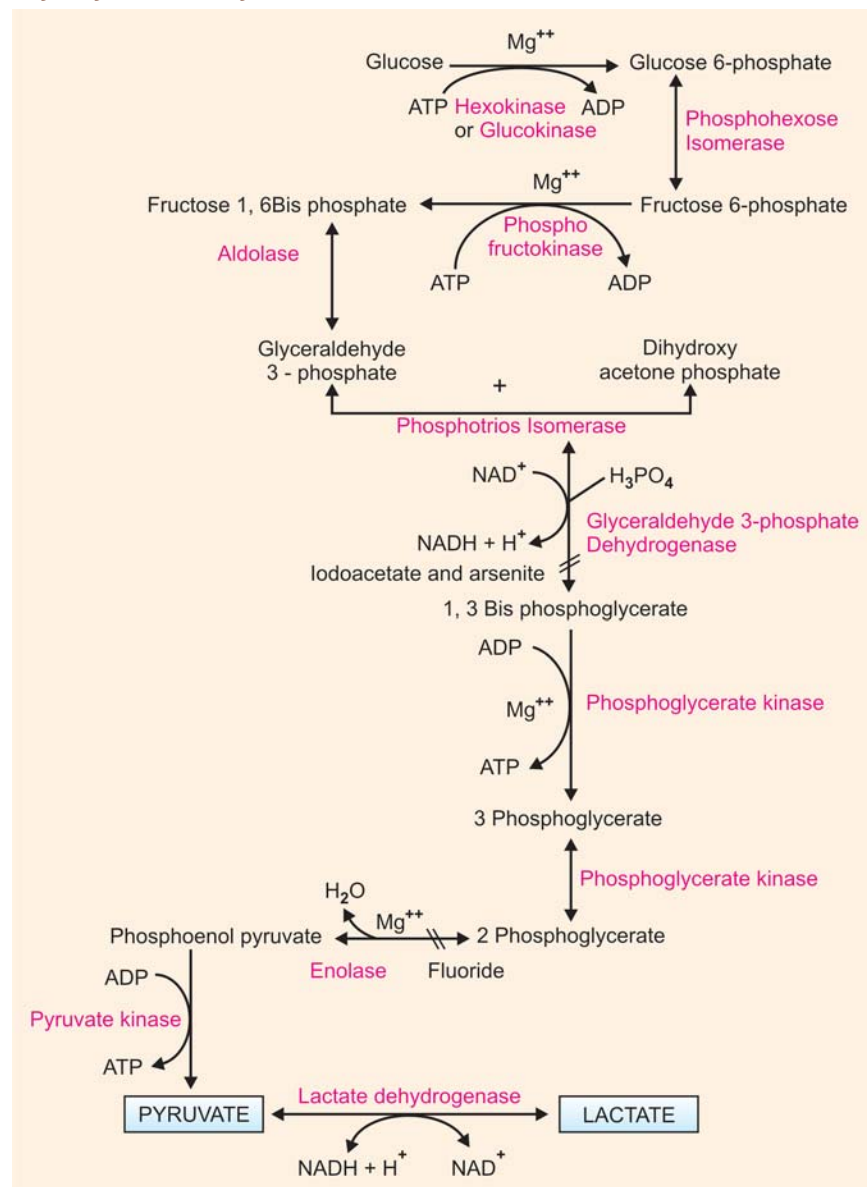 Mg++
Glucose
Glucose 6-phosphate
ATP
Hexokinase
or Glucokinase
ADP
Phosphohexose
Isomerase
Mg++
Fructose 1, 6Bis phosphate
Fructose 6-phosphate
Phospho
fructokinase
Aldolase
ATP
ADP
Glyceraldehyde
3 - phosphate
+
Dihydroxy
acetone phosphate
Phosphotrios Isomerase
NAD+
H3PO4
Glyceraldehyde 3-phosphate
Dehydrogenase
NADH + H+
Iodoacetate and arsenite
1, 3 Bis phosphoglycerate
ADP
Mg++
Phosphoglycerate kinase
ATP
3 Phosphoglycerate
Phosphoglycerate kinase
H2O
Mg++
Phosphoenol pyruvate
2 Phosphoglycerate
Enolase
Fluoride
ADP
Pyruvate kinase
ATP
Lactate dehydrogenase
PYRUVATE
LACTATE
NADH + H+
NAD+